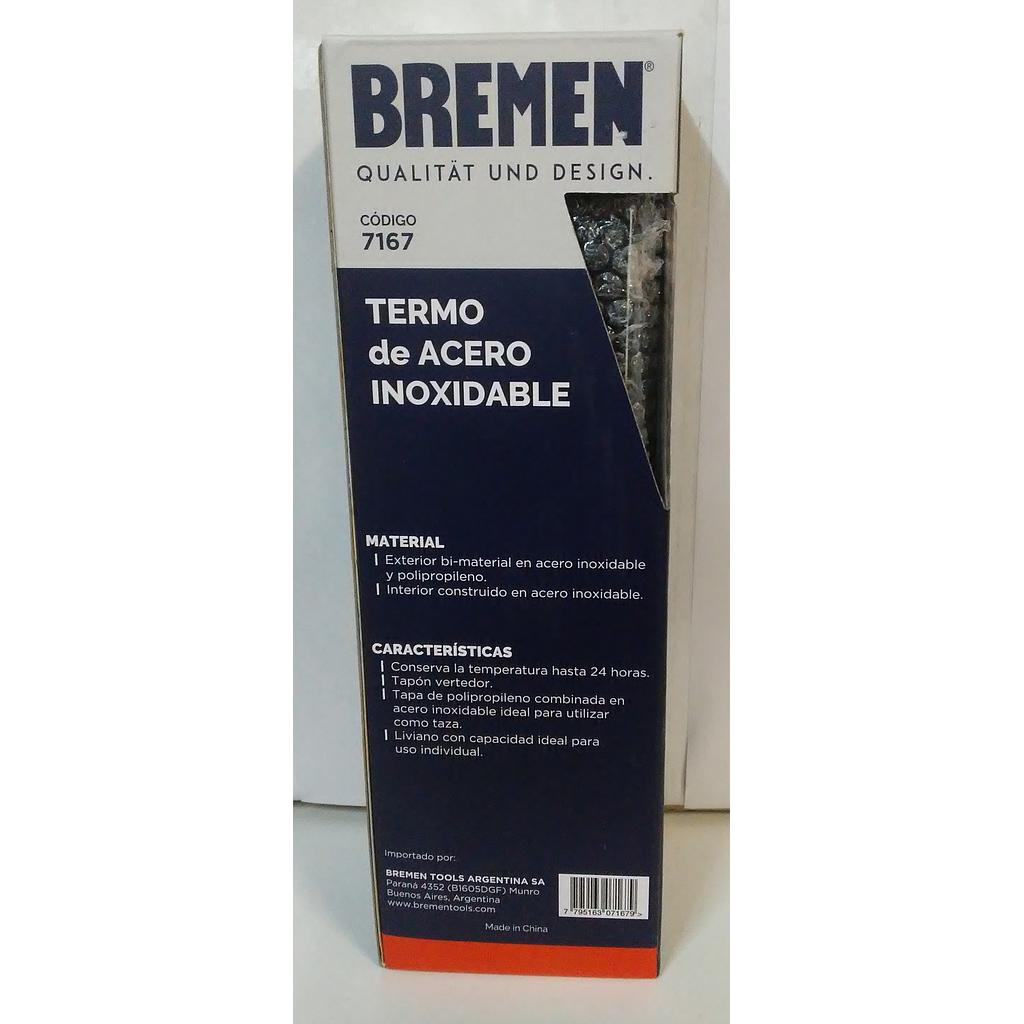 BREMEN®
QUALITÄT UND DESIGN.
CÓDIGO
7167
TERMO
de ACERO
INOXIDABLE
MATERIAL
| Exterior bi-material en acero inoxidable
y polipropileno.
| Interior construido en acero inoxidable.
CARACTERÍSTICAS
| Conserva la temperatura hasta 24 horas.
| Tapón vertedor.
| Tapa de polipropileno combinada en
acero inoxidable ideal para utilizar
como taza.
| Liviano con capacidad ideal para
uso individual.
Importado por:
BREMEN TOOLS ARGENTINA SA
Paraná 4352 (B1605DGF) Munro
Buenos Aires, Argentina
www.brementools.com
7 795163 071679 >
Made in China